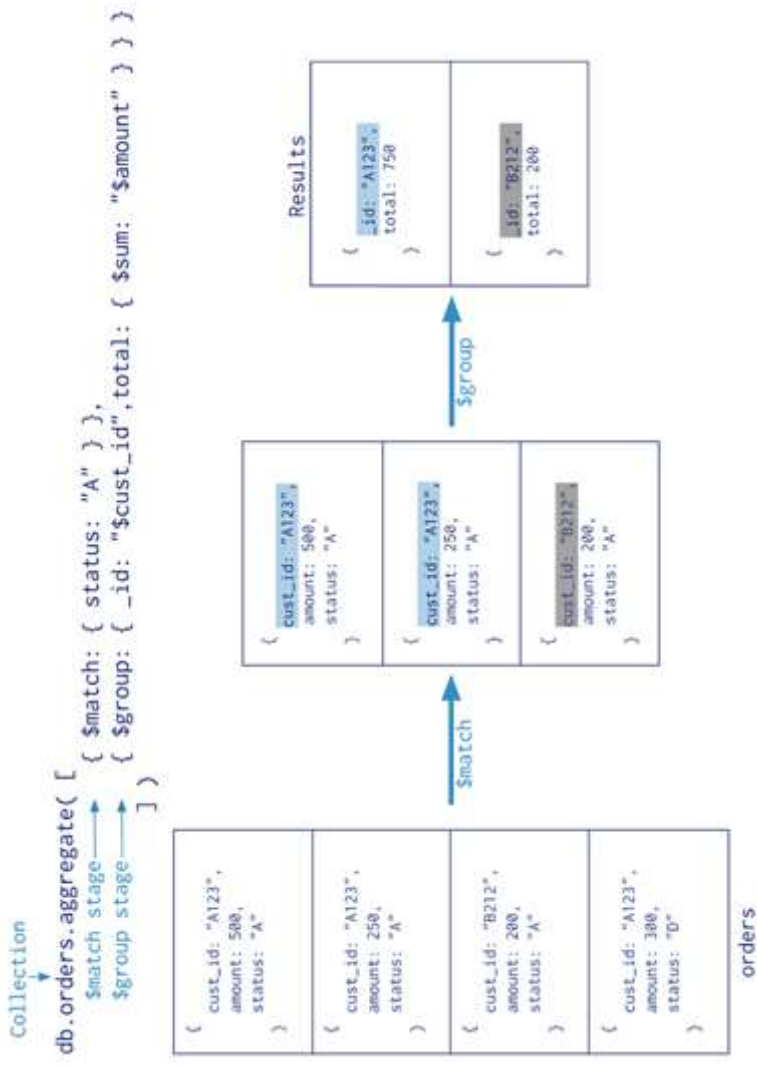 Collection
db.orders.aggregate( [
$match stage { $match: { status: "A" } },
$group stage { $group: { _id: "$cust_id",total: { $sum: "$amount" } } }
] )
{
cust_id: "A123",
amount: 500,
status: "A"
}
{
cust_id: "A123",
amount: 250,
status: "A"
}
{
cust_id: "B212",
amount: 200,
status: "A"
}
{
cust_id: "A123",
amount: 300,
status: "D"
}
orders
$match
{
cust_id: "A123",
amount: 500,
status: "A"
}
{
cust_id: "A123",
amount: 250,
status: "A"
}
{
cust_id: "B212",
amount: 200,
status: "A"
}
$group
Results
{
_id: "A123",
total: 750
}
{
_id: "B212",
total: 200
}